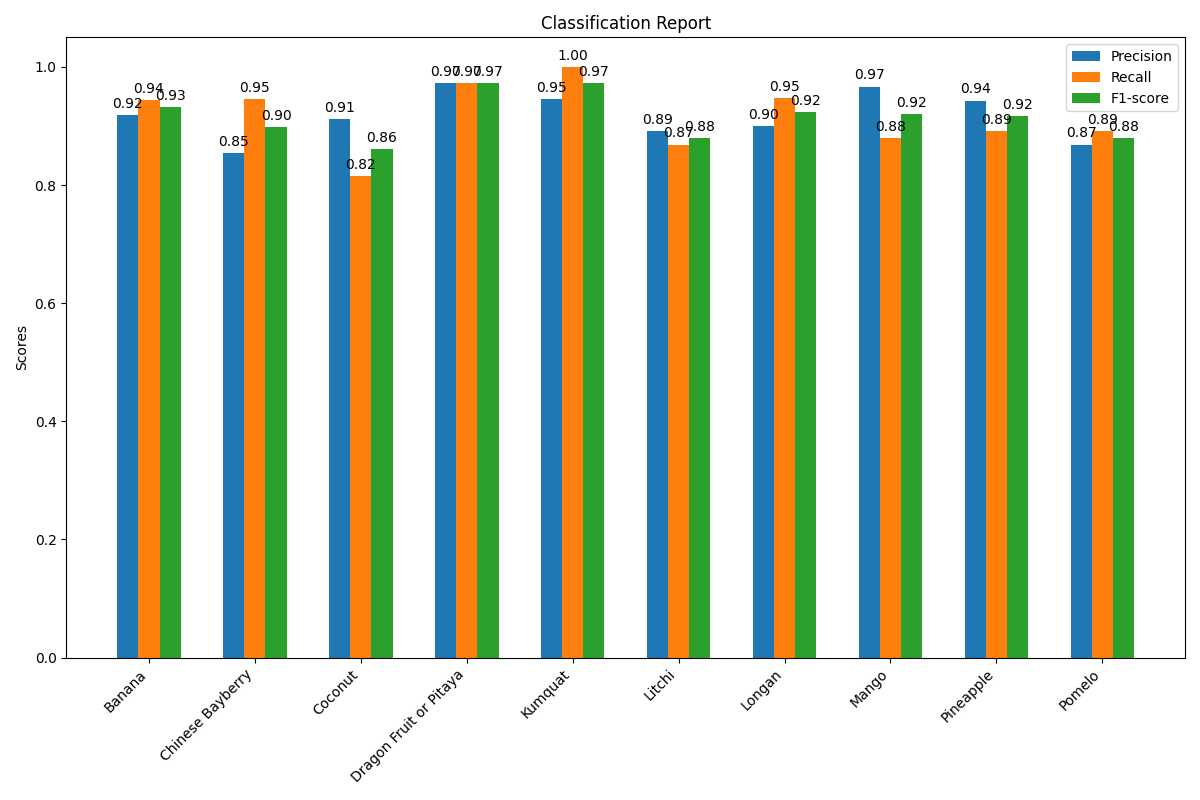 Classification Report
Precision
Recall
F1-score
Scores
1.0
0.8
0.6
0.4
0.2
0.0
0.92 0.94 0.93
0.85 0.95 0.90
0.91 0.82 0.86
0.97 0.97 0.97
0.95 1.00 0.97
0.89 0.87 0.88
0.90 0.95 0.92
0.97 0.88 0.92
0.94 0.89 0.92
0.87 0.89 0.88
Banana
Chinese Bayberry
Coconut
Dragon Fruit or Pitaya
Kumquat
Litchi
Longan
Mango
Pineapple
Pomelo